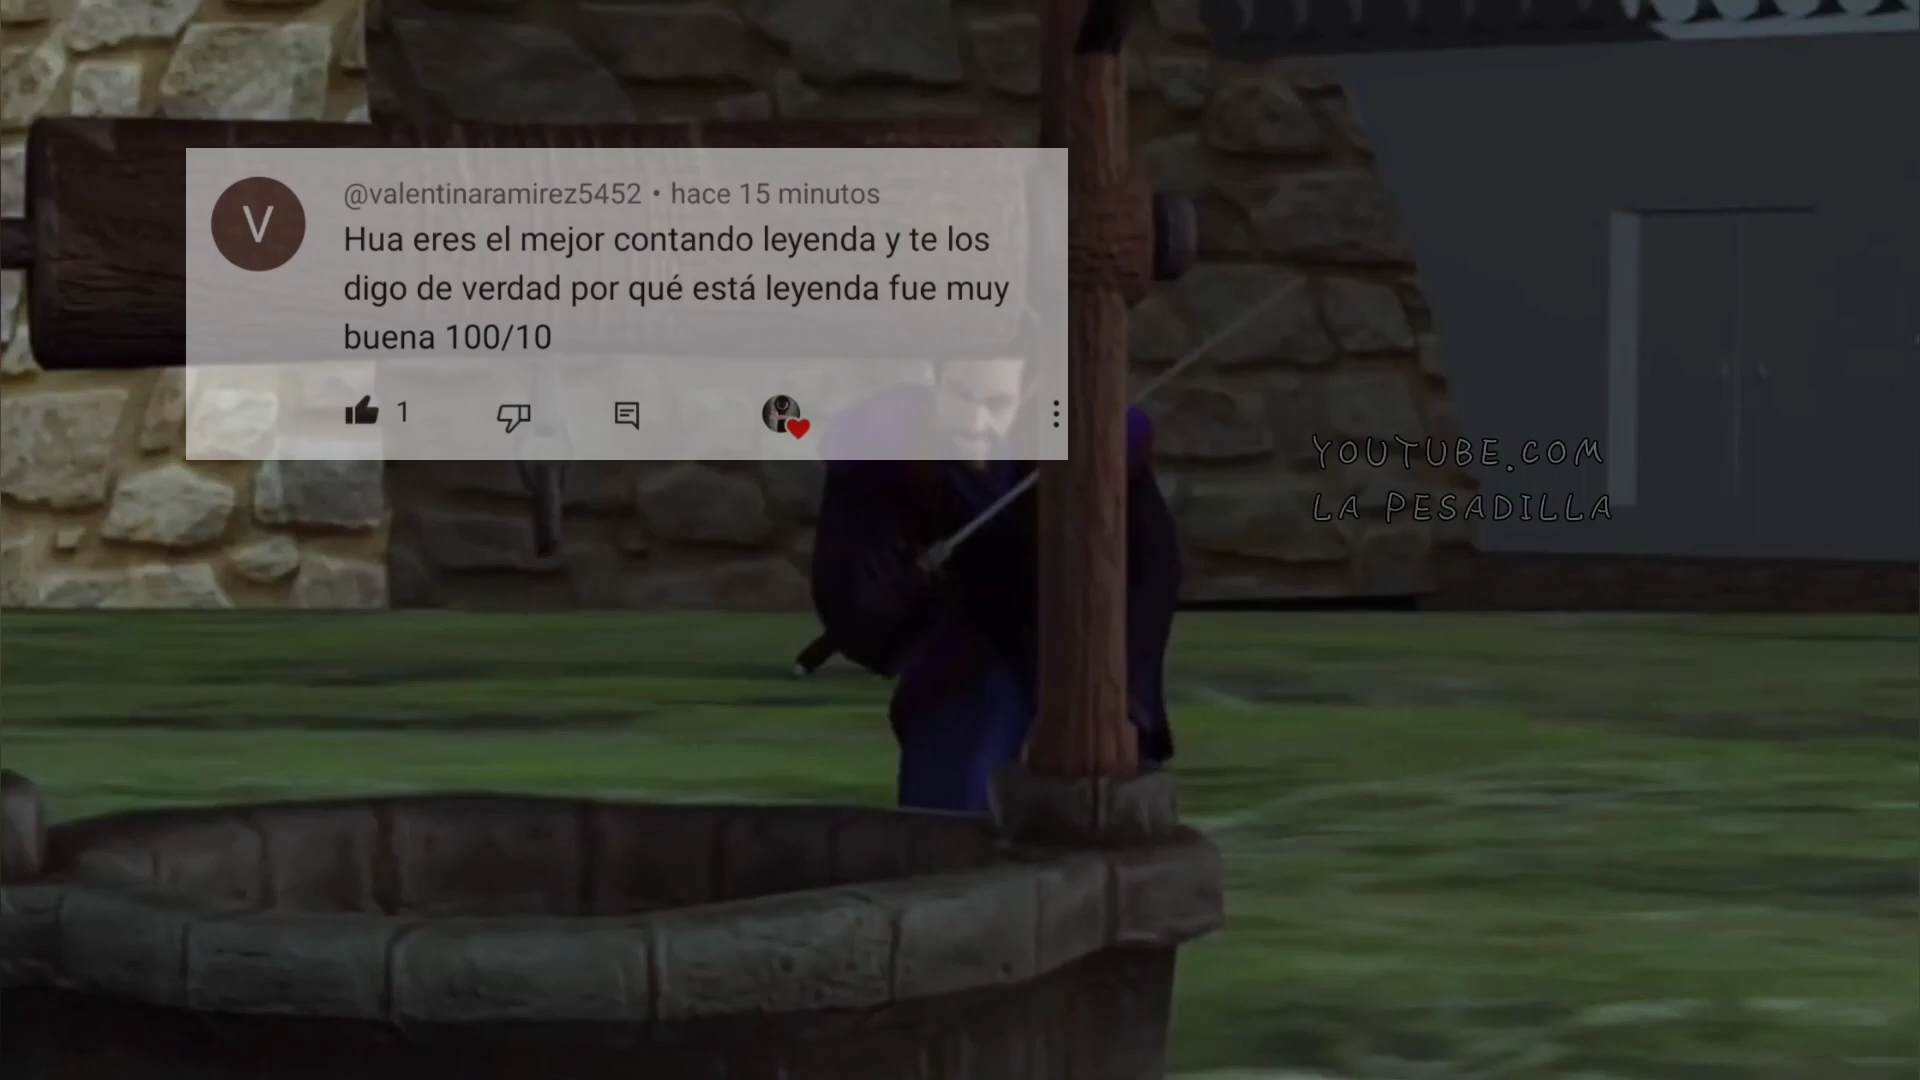 @valentinaramirez5452 • hace 15 minutos
Hua eres el mejor contando leyenda y te los
digo de verdad por qué está leyenda fue muy
buena 100/10
1
V
YOUTUBE.COM
LA PESADILLA